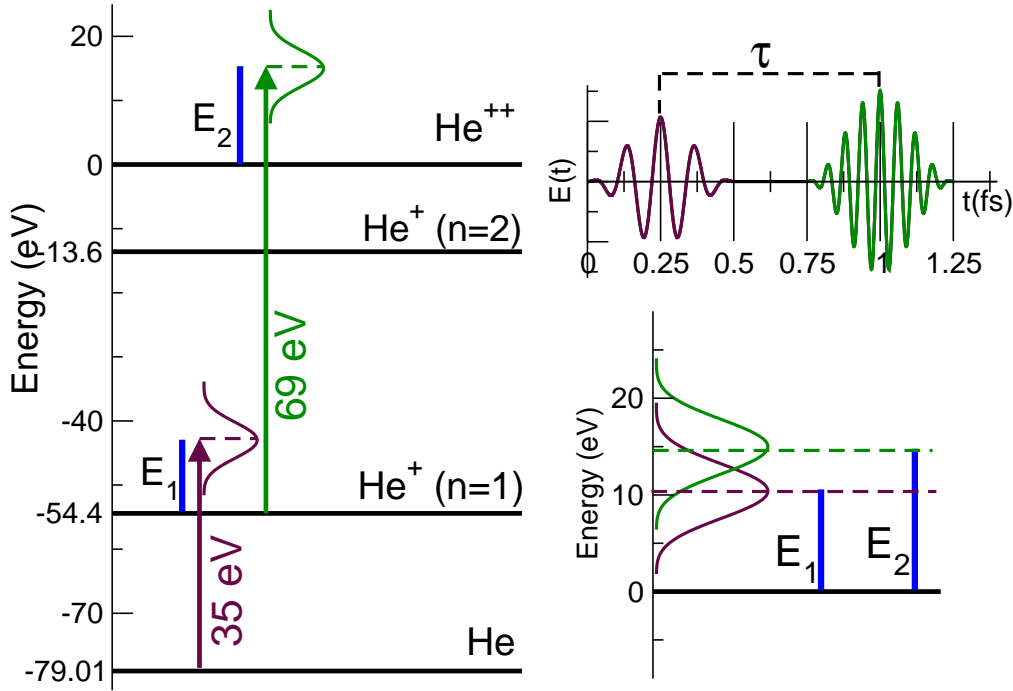 Energy (eV)
20
0
-13.6
-40
-54.4
-70
-79.01
E2
He++
He+ (n=2)
69 eV
E1
He+ (n=1)
35 eV
He
τ
E(t)
t(fs)
0
0.25
0.5
0.75
1
1.25
Energy (eV)
20
10
0
E1
E2